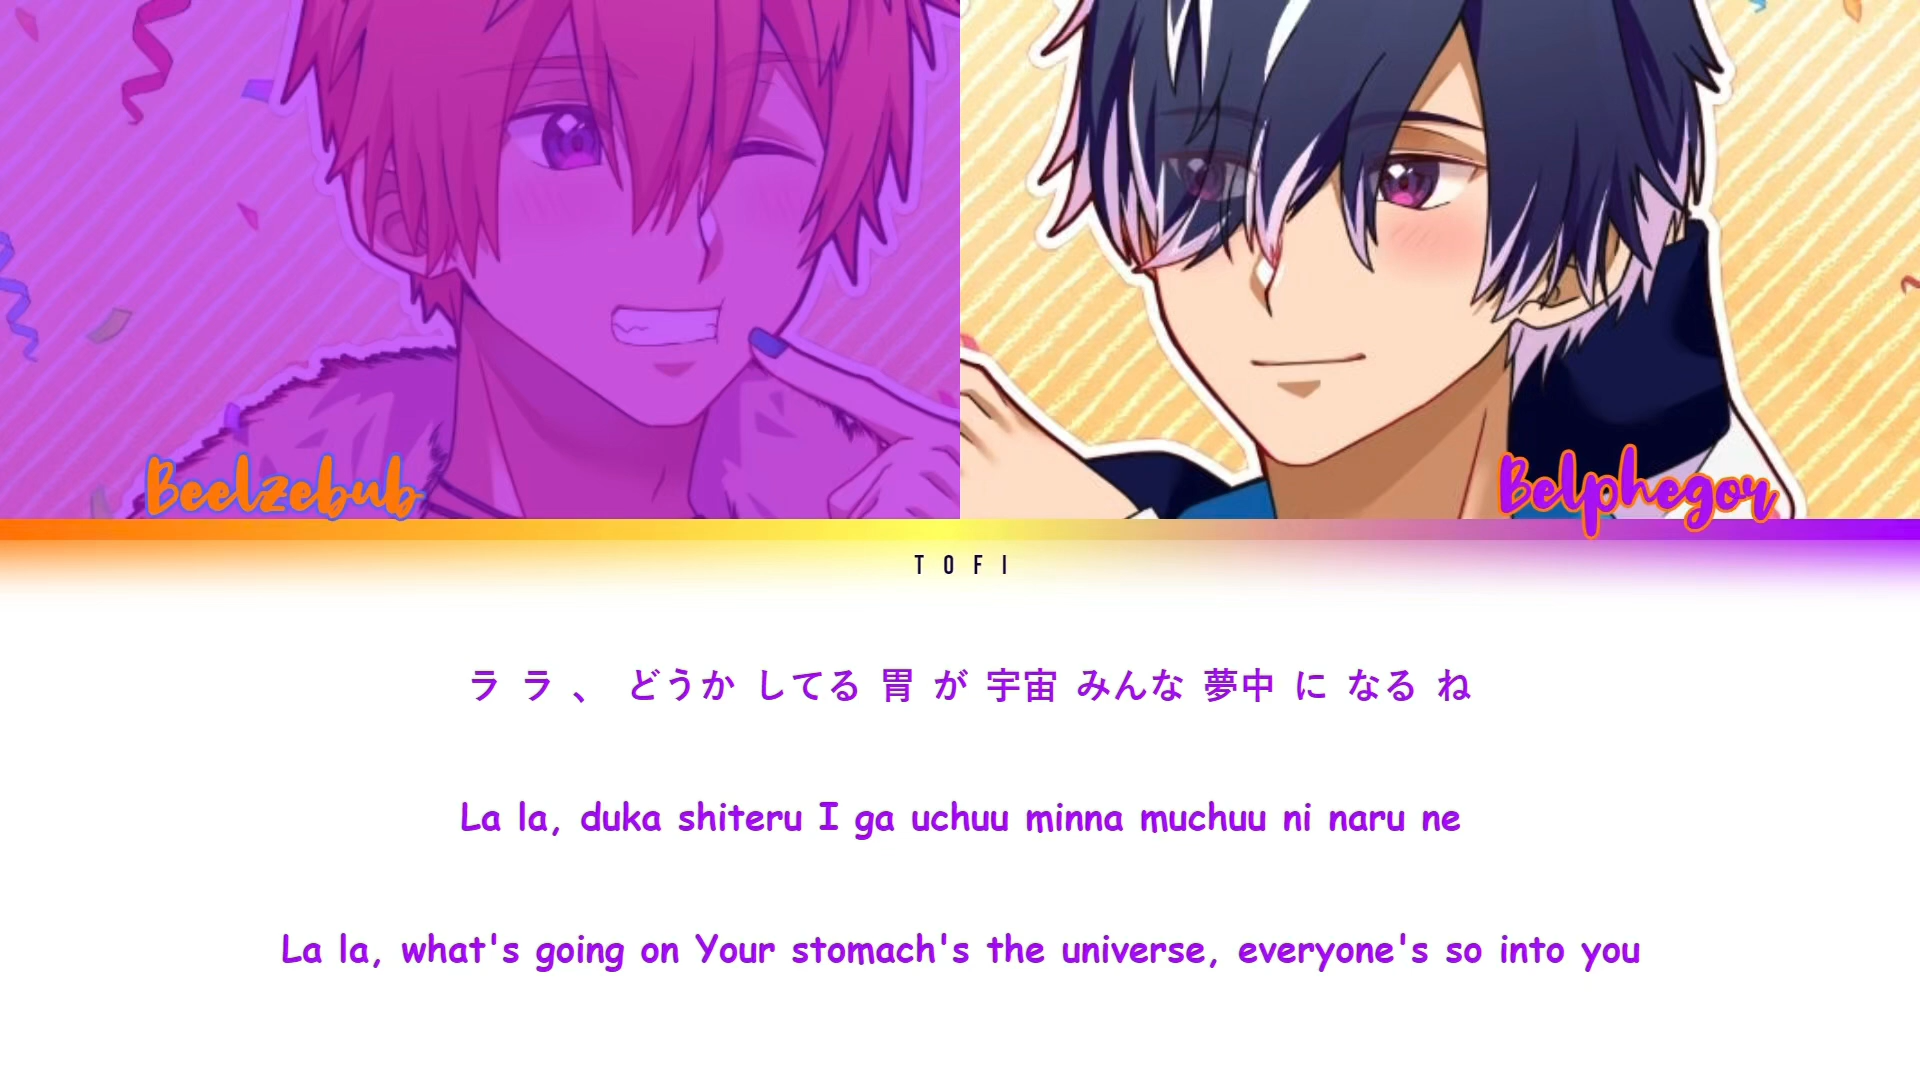 Beelzebub
Belphegor
TOFI
ララ、 どうか してる 胃 が 宇宙 みんな 夢中 に なる ね
La la, duka shiteru I ga uchuu minna muchuu ni naru ne
La la, what's going on Your stomach's the universe, everyone's so into you